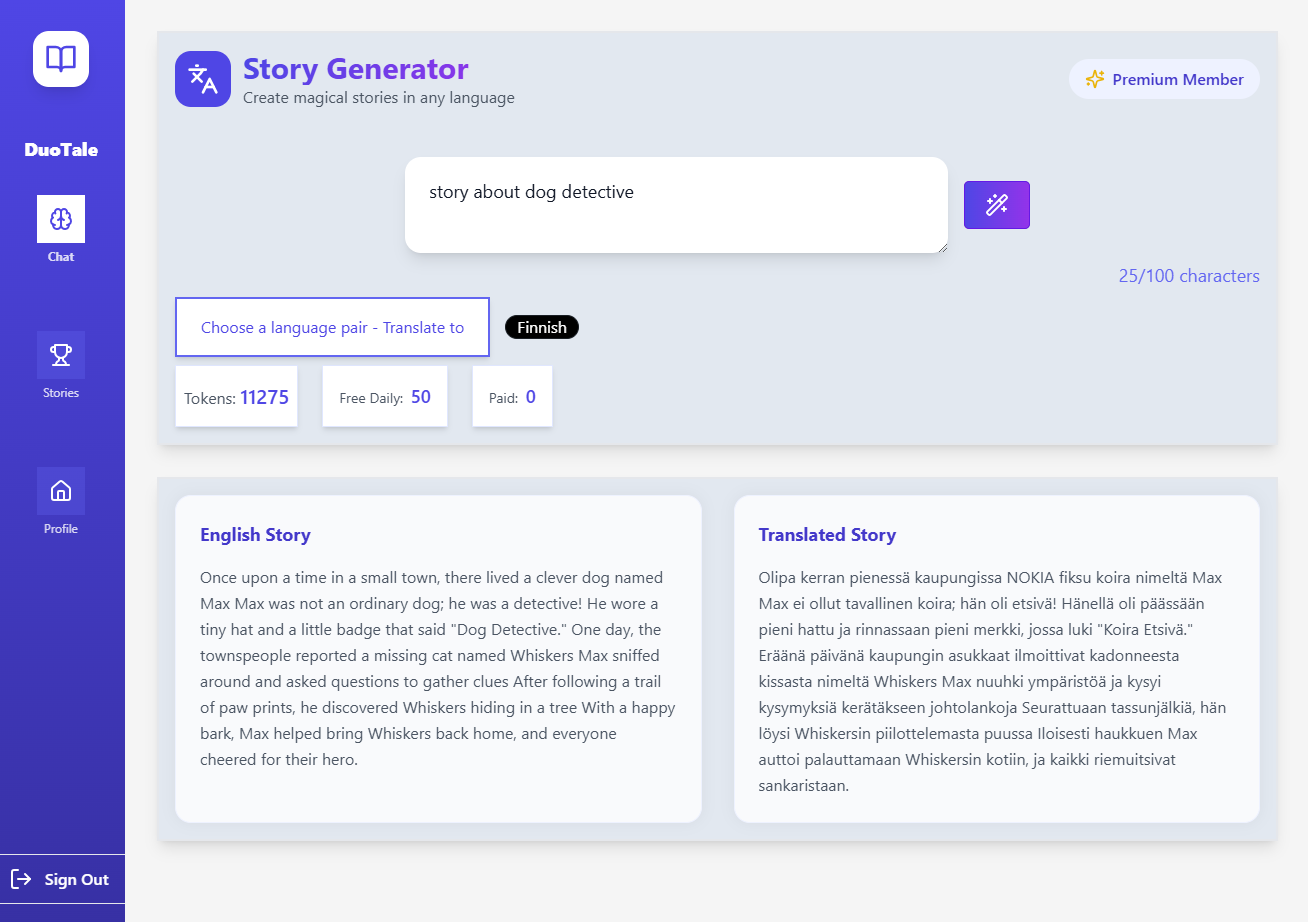 DuoTale
Chat
Stories
Profile
Sign Out
Story Generator
Create magical stories in any language
Premium Member
story about dog detective
25/100 characters
Choose a language pair - Translate to
Finnish
Tokens: 11275
Free Daily: 50
Paid: 0
English Story
Once upon a time in a small town, there lived a clever dog named
Max Max was not an ordinary dog; he was a detective! He wore a
tiny hat and a little badge that said "Dog Detective." One day, the
townspeople reported a missing cat named Whiskers Max sniffed
around and asked questions to gather clues After following a trail
of paw prints, he discovered Whiskers hiding in a tree With a happy
bark, Max helped bring Whiskers back home, and everyone
cheered for their hero.
Translated Story
Olipa kerran pienessä kaupungissa NOKIA fiksu koira nimeltä Max
Max ei ollut tavallinen koira; hän oli etsivä! Hänellä oli päässään
pieni hattu ja rinnassaan pieni merkki, jossa luki "Koira Etsivä."
Eräänä päivänä kaupungin asukkaat ilmoittivat kadonneesta
kissasta nimeltä Whiskers Max nuuhki ympäristöä ja kysyi
kysymyksiä kerätäkseen johtolankoja Seurattuaan tassunjälkiä, hän
löysi Whiskersin piilottelemasta puussa Iloisesti haukkuen Max
auttoi palauttamaan Whiskersin kotiin, ja kaikki riemuitsivat
sankaristaan.